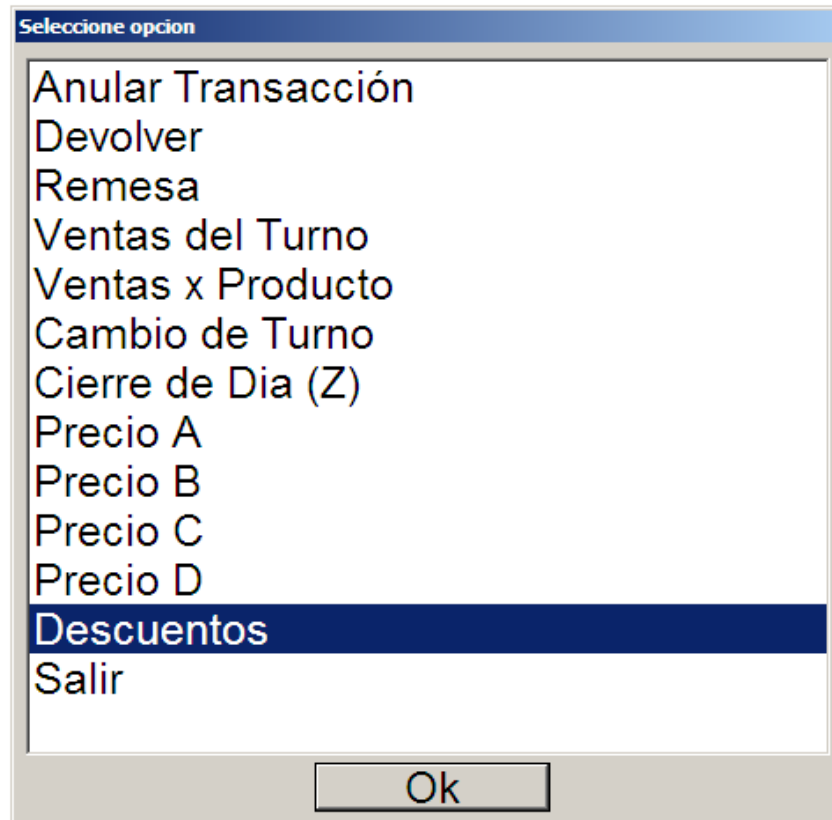 Seleccione opcion
Anular Transacción
Devolver
Remesa
Ventas del Turno
Ventas x Producto
Cambio de Turno
Cierre de Dia (Z)
Precio A
Precio B
Precio C
Precio D
Descuentos
Salir
Ok